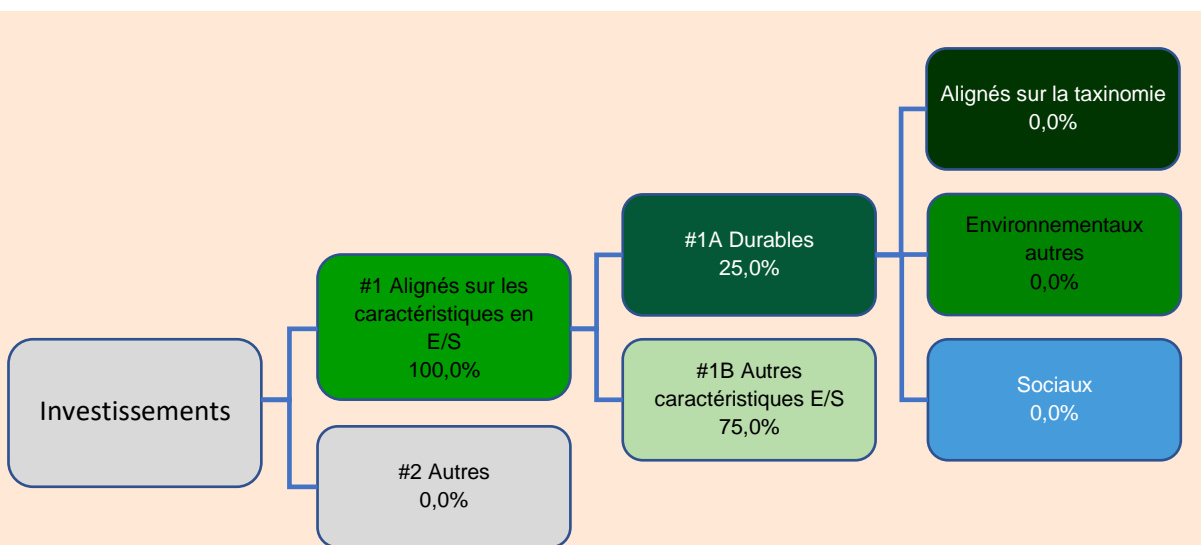 Investissements
#1 Alignés sur les
caractéristiques en
E/S
100,0%
#2 Autres
0,0%
#1A Durables
25,0%
#1B Autres
caractéristiques E/S
75,0%
Alignés sur la taxinomie
0,0%
Environnementaux
autres
0,0%
Sociaux
0,0%